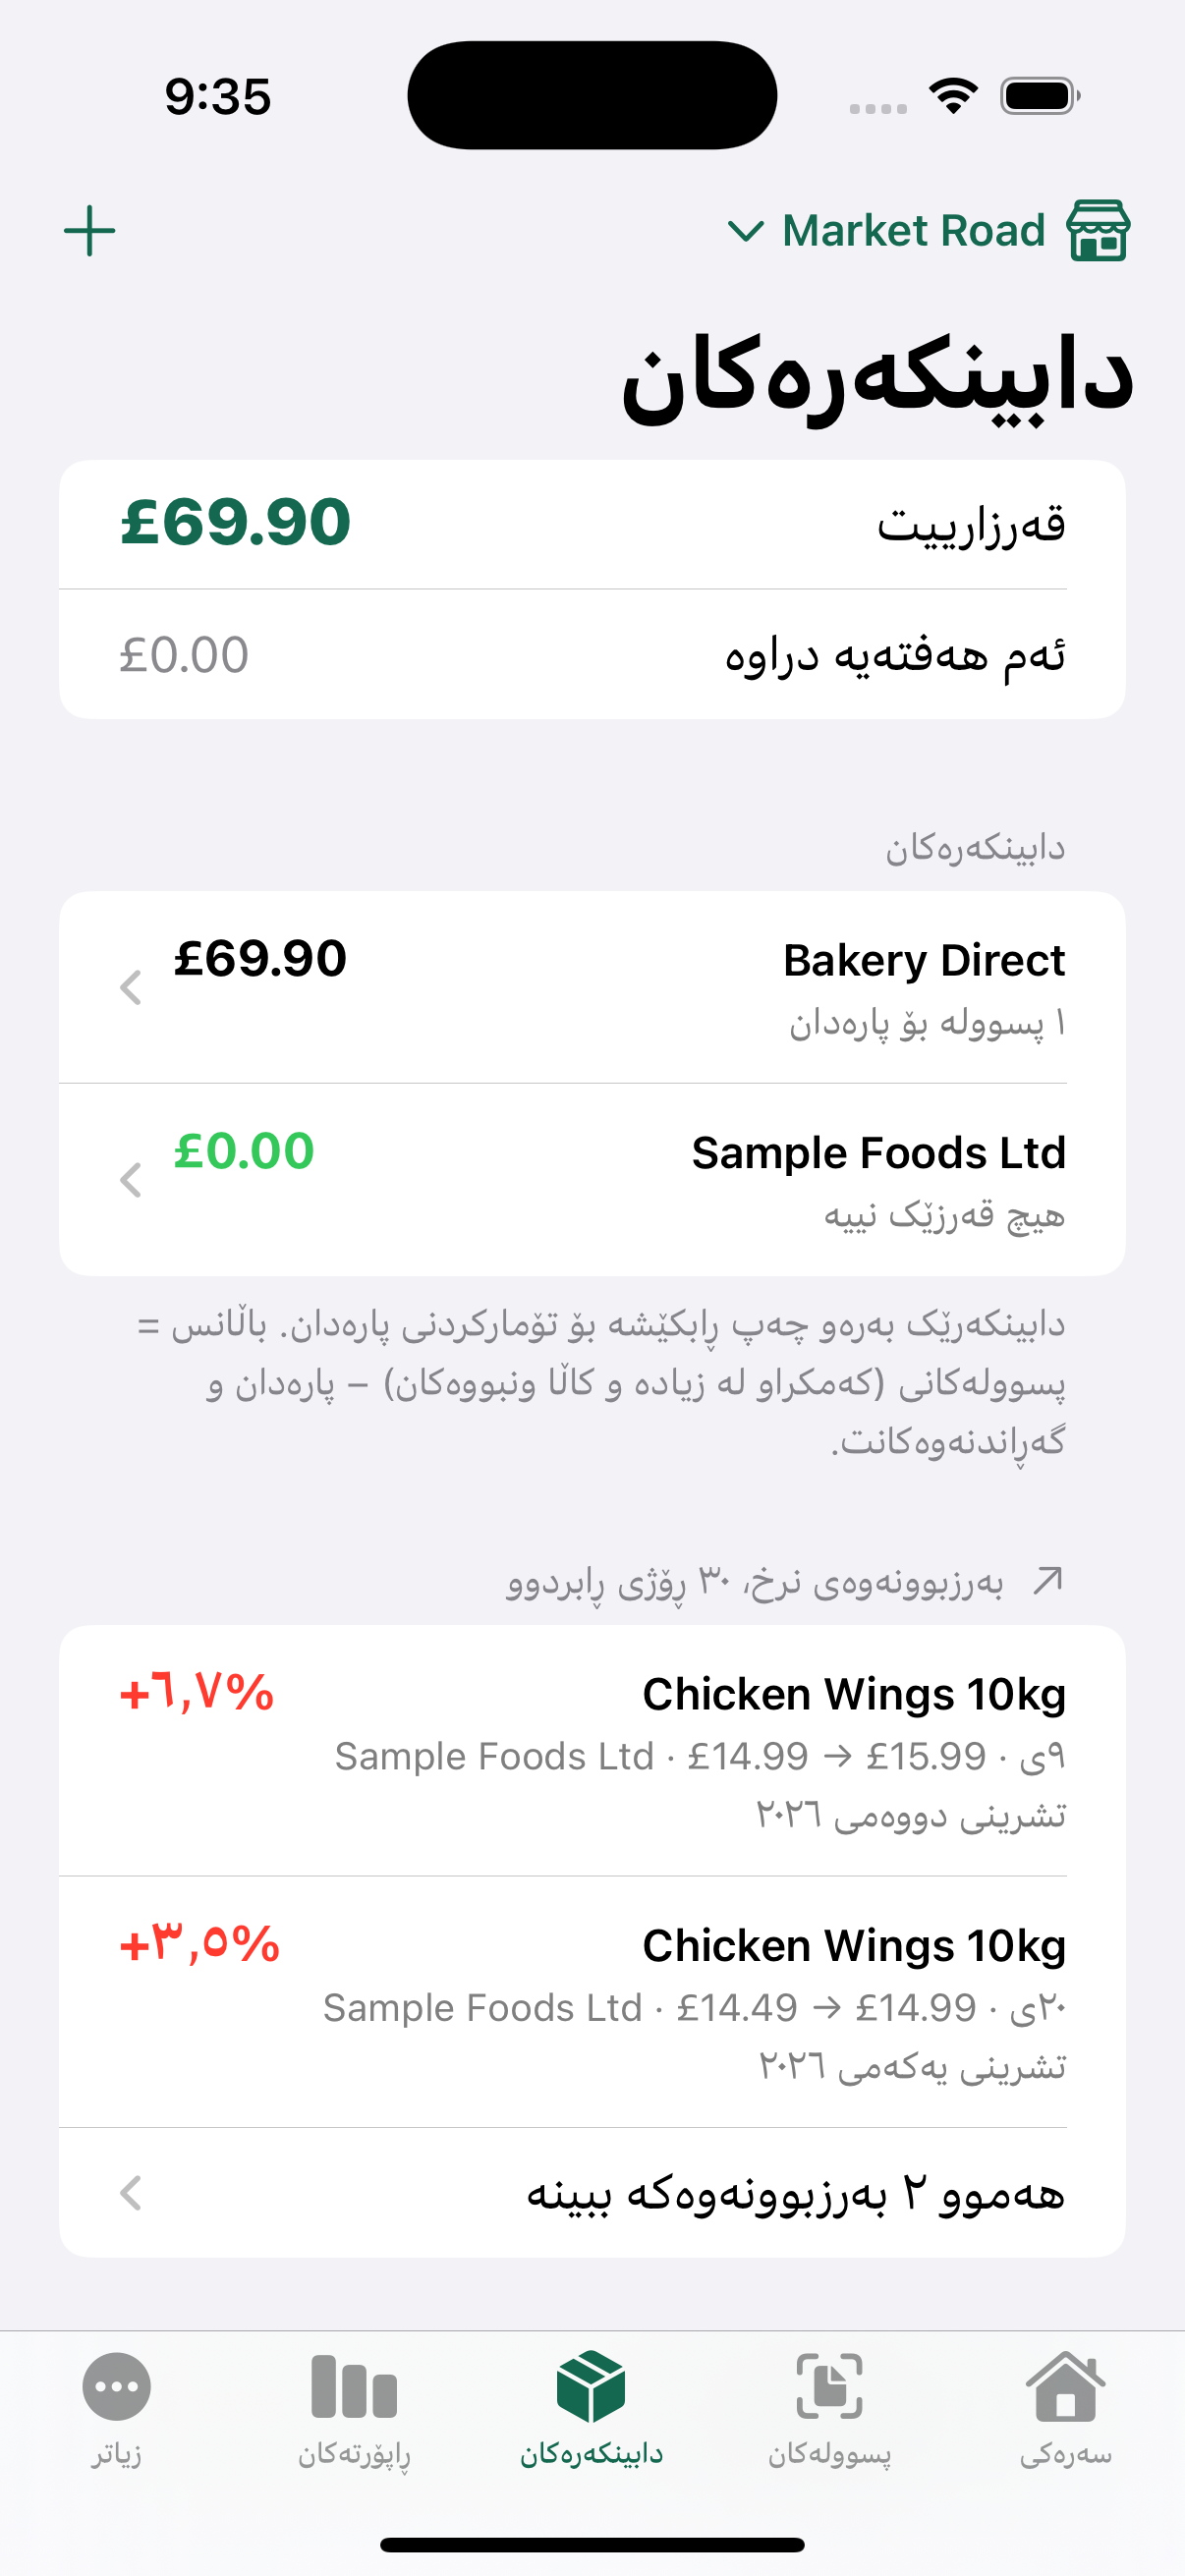 9:35
Market Road
دابینکەرەکان
قەرزاریێت
£69.90
ئەم هەفتەیە دراوە
£0.00
دابینکەرەکان
Bakery Direct
£69.90
١ پسوولە بۆ پارەدان
Sample Foods Ltd
£0.00
هیچ قەرزێک نییە
دابینکەرێک بەرەو چەپ ڕابکێشە بۆ تۆمارکردنی پارەدان. باڵانس =
پسوولەکانی (کەمکراو لە زیادە و کاڵا ونبووەکان) – پارەدان و
گەڕاندنەوەکانت.
بەرزبوونەوەی نرخ، ٣٠ ڕۆژی ڕابردوو
Chicken Wings 10kg
+٦,٧%
Sample Foods Ltd · £14.99 → £15.99 · ٩ی
تشرینی دووەمی ٢٠٢٦
Chicken Wings 10kg
+٣,٥%
Sample Foods Ltd · £14.49 → £14.99 · ٢٠ی
تشرینی یەکەمی ٢٠٢٦
هەموو ٢ بەرزبوونەوەکە ببینە
سەرەکی
پسوولەکان
دابینکەرەکان
ڕاپۆرتەکان
زیاتر